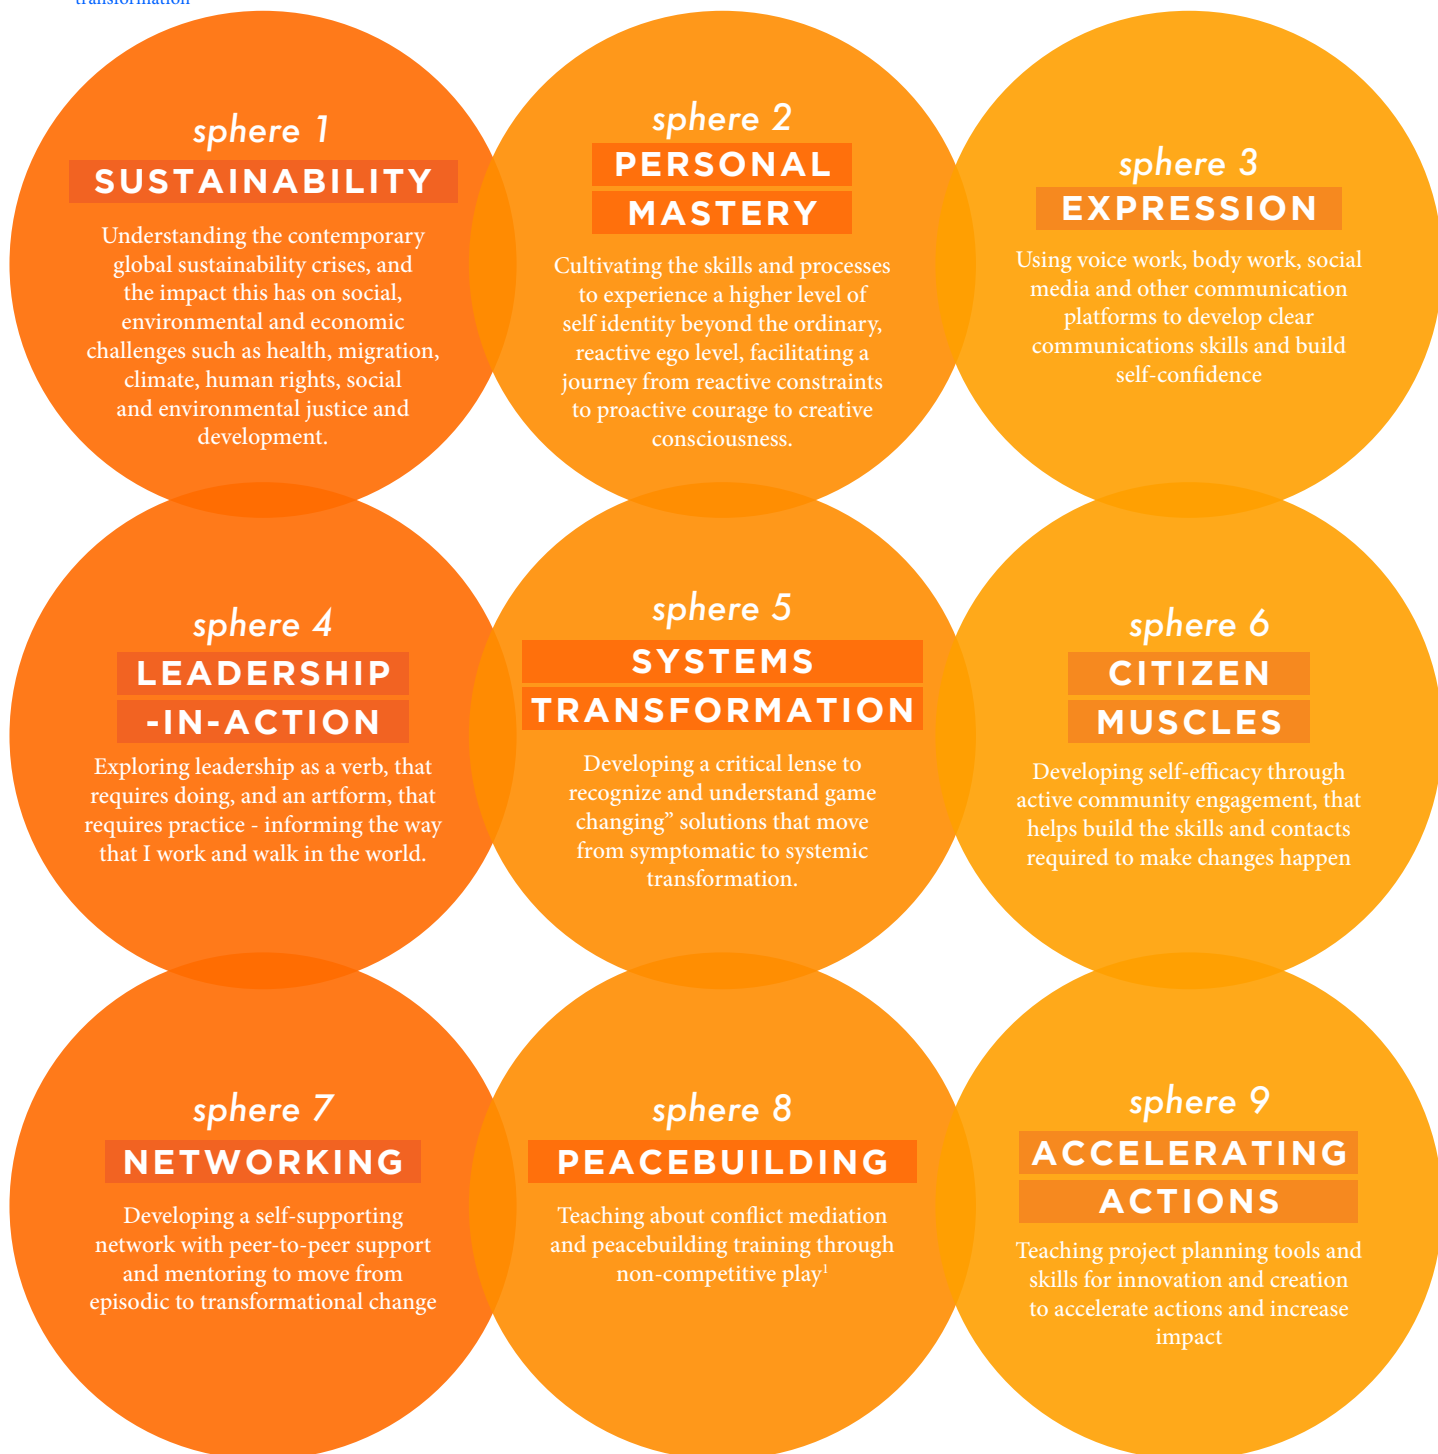 transformation
sphere 1
SUSTAINABILITY
Understanding the contemporary
global sustainability crises, and
the impact this has on social,
environmental and economic
challenges such as health, migration,
climate, human rights, social
and environmental justice and
development.
sphere 2
PERSONAL
MASTERY
Cultivating the skills and processes
to experience a higher level of
self identity beyond the ordinary,
reactive ego level, facilitating a
journey from reactive constraints
to proactive courage to creative
consciousness.
sphere 3
EXPRESSION
Using voice work, body work, social
media and other communication
platforms to develop clear
communications skills and build
self-confidence
sphere 4
LEADERSHIP
-IN-ACTION
Exploring leadership as a verb, that
requires doing, and an artform, that
requires practice - informing the way
that I work and walk in the world.
sphere 5
SYSTEMS
TRANSFORMATION
Developing a critical lense to
recognize and understand game
changing” solutions that move
from symptomatic to systemic
transformation.
sphere 6
CITIZEN
MUSCLES
Developing self-efficacy through
active community engagement, that
helps build the skills and contacts
required to make changes happen
sphere 7
NETWORKING
Developing a self-supporting
network with peer-to-peer support
and mentoring to move from
episodic to transformational change
sphere 8
PEACEBUILDING
Teaching about conflict mediation
and peacebuilding training through
non-competitive play¹
sphere 9
ACCELERATING
ACTIONS
Teaching project planning tools and
skills for innovation and creation
to accelerate actions and increase
impact